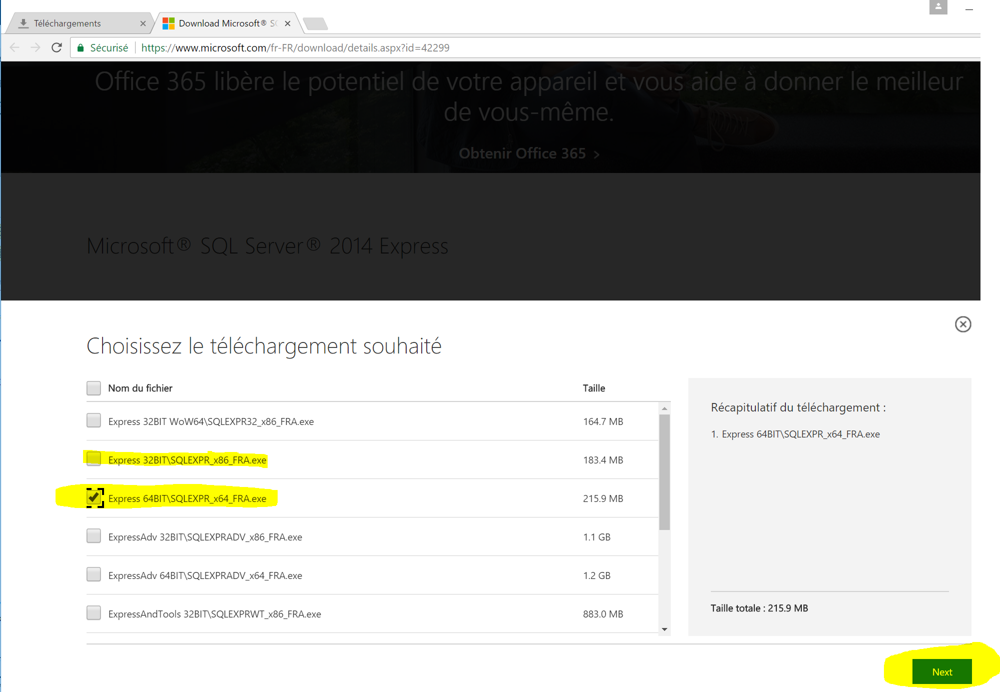 Téléchargements
Download Microsoft® SQ
Sécurisé
https://www.microsoft.com/fr-FR/download/details.aspx?id=42299
Office 365 libère le potentiel de votre appareil et vous aide à donner le meilleur
de vous-même.
Obtenir Office 365 >
Microsoft® SQL Server® 2014 Express
Choisissez le téléchargement souhaité
Nom du fichier Taille
Express 32BIT WoW64\SQLEXPR32_x86_FRA.exe 164.7 MB
Express 32BIT\SQLEXPR_x86_FRA.exe 183.4 MB
Express 64BIT\SQLEXPR_x64_FRA.exe 215.9 MB
ExpressAdv 32BIT\SQLEXPRADV_x86_FRA.exe 1.1 GB
ExpressAdv 64BIT\SQLEXPRADV_x64_FRA.exe 1.2 GB
ExpressAndTools 32BIT\SQLEXPRWT_x86_FRA.exe 883.0 MB
Récapitulatif du téléchargement :
1. Express 64BIT\SQLEXPR_x64_FRA.exe
Taille totale : 215.9 MB
Next